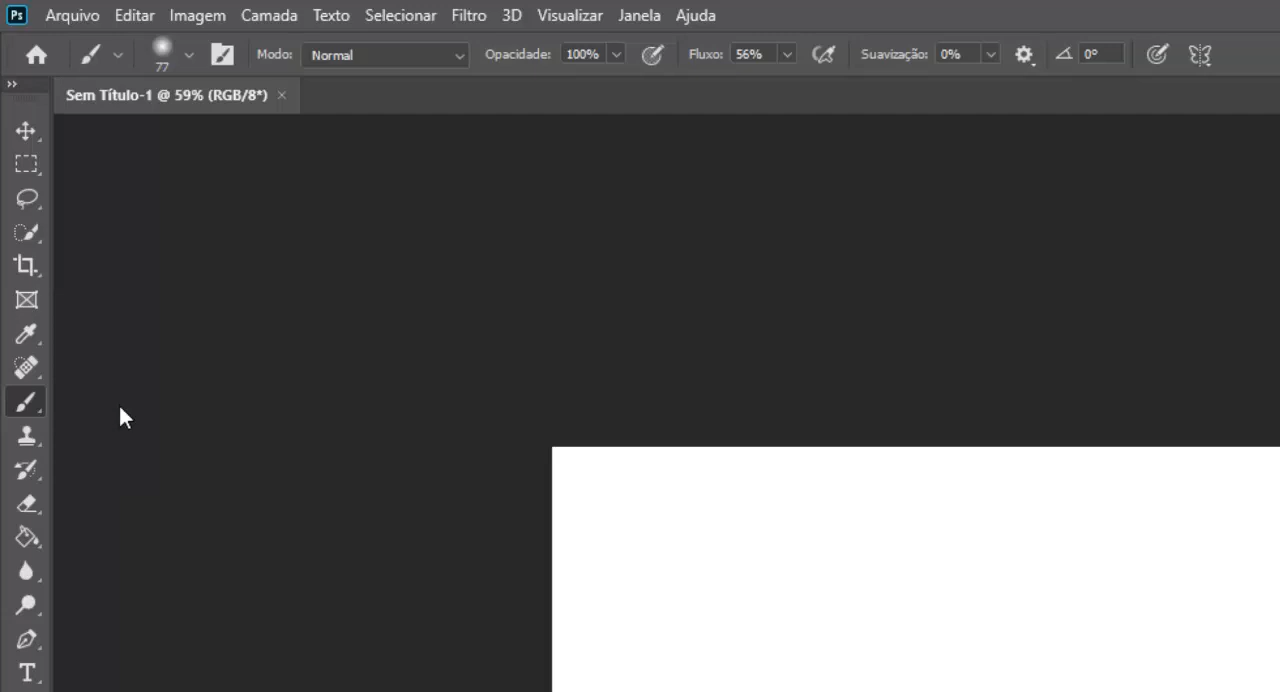 Ps Arquivo Editar Imagem Camada Texto Selecionar Filtro 3D Visualizar Janela Ajuda
77 Modo: Normal Opacidade: 100% Fluxo: 56% Suavização: 0% 0°
Sem Título-1 @ 59% (RGB/8*) ×
T